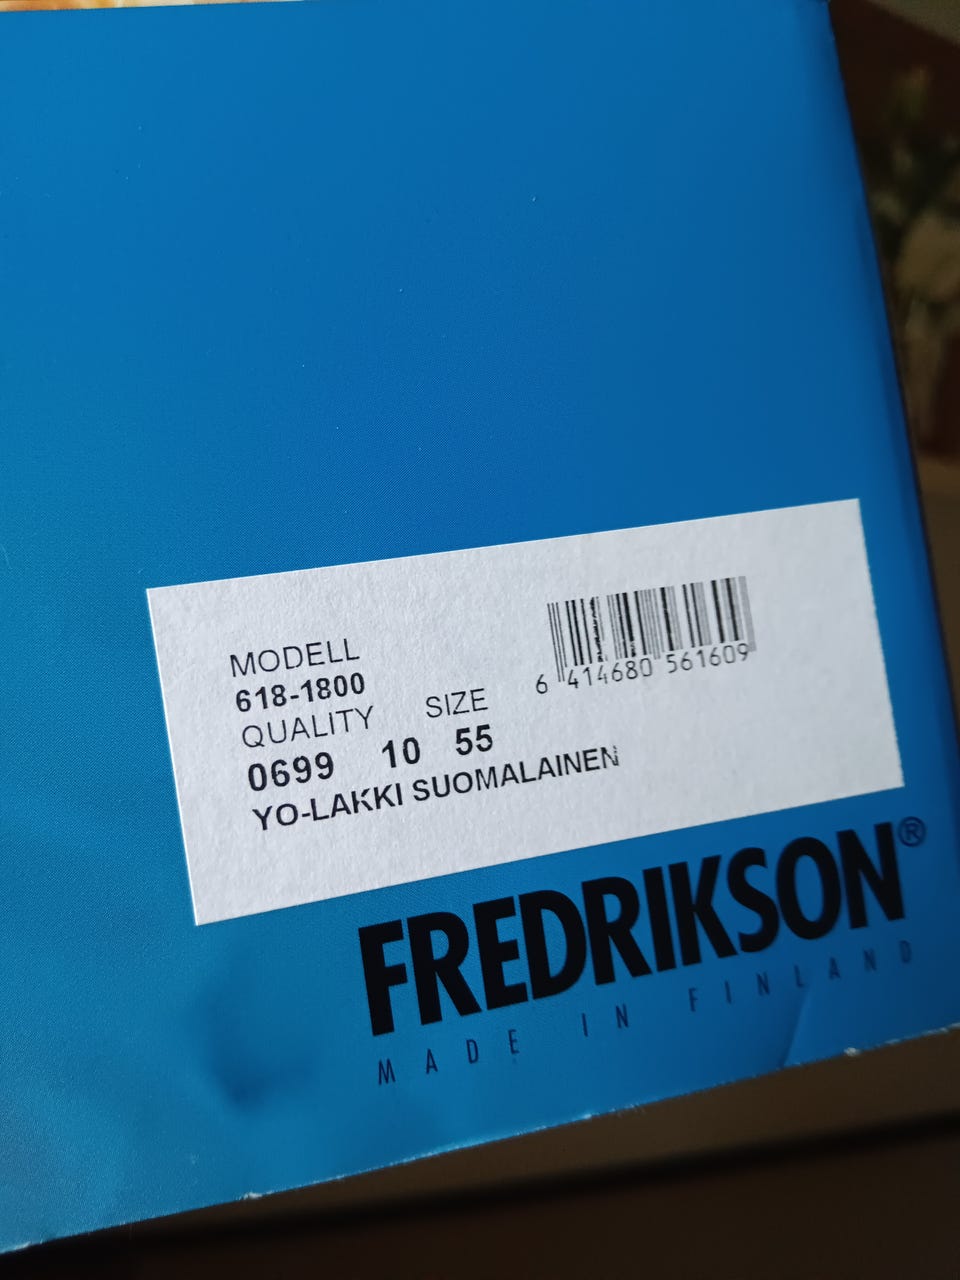 MODELL
618-1800
QUALITY SIZE
0699 10 55
YO-LAKKI SUOMALAINEN
6 414680 561609
FREDRIKSON®
MADE IN FINLAND